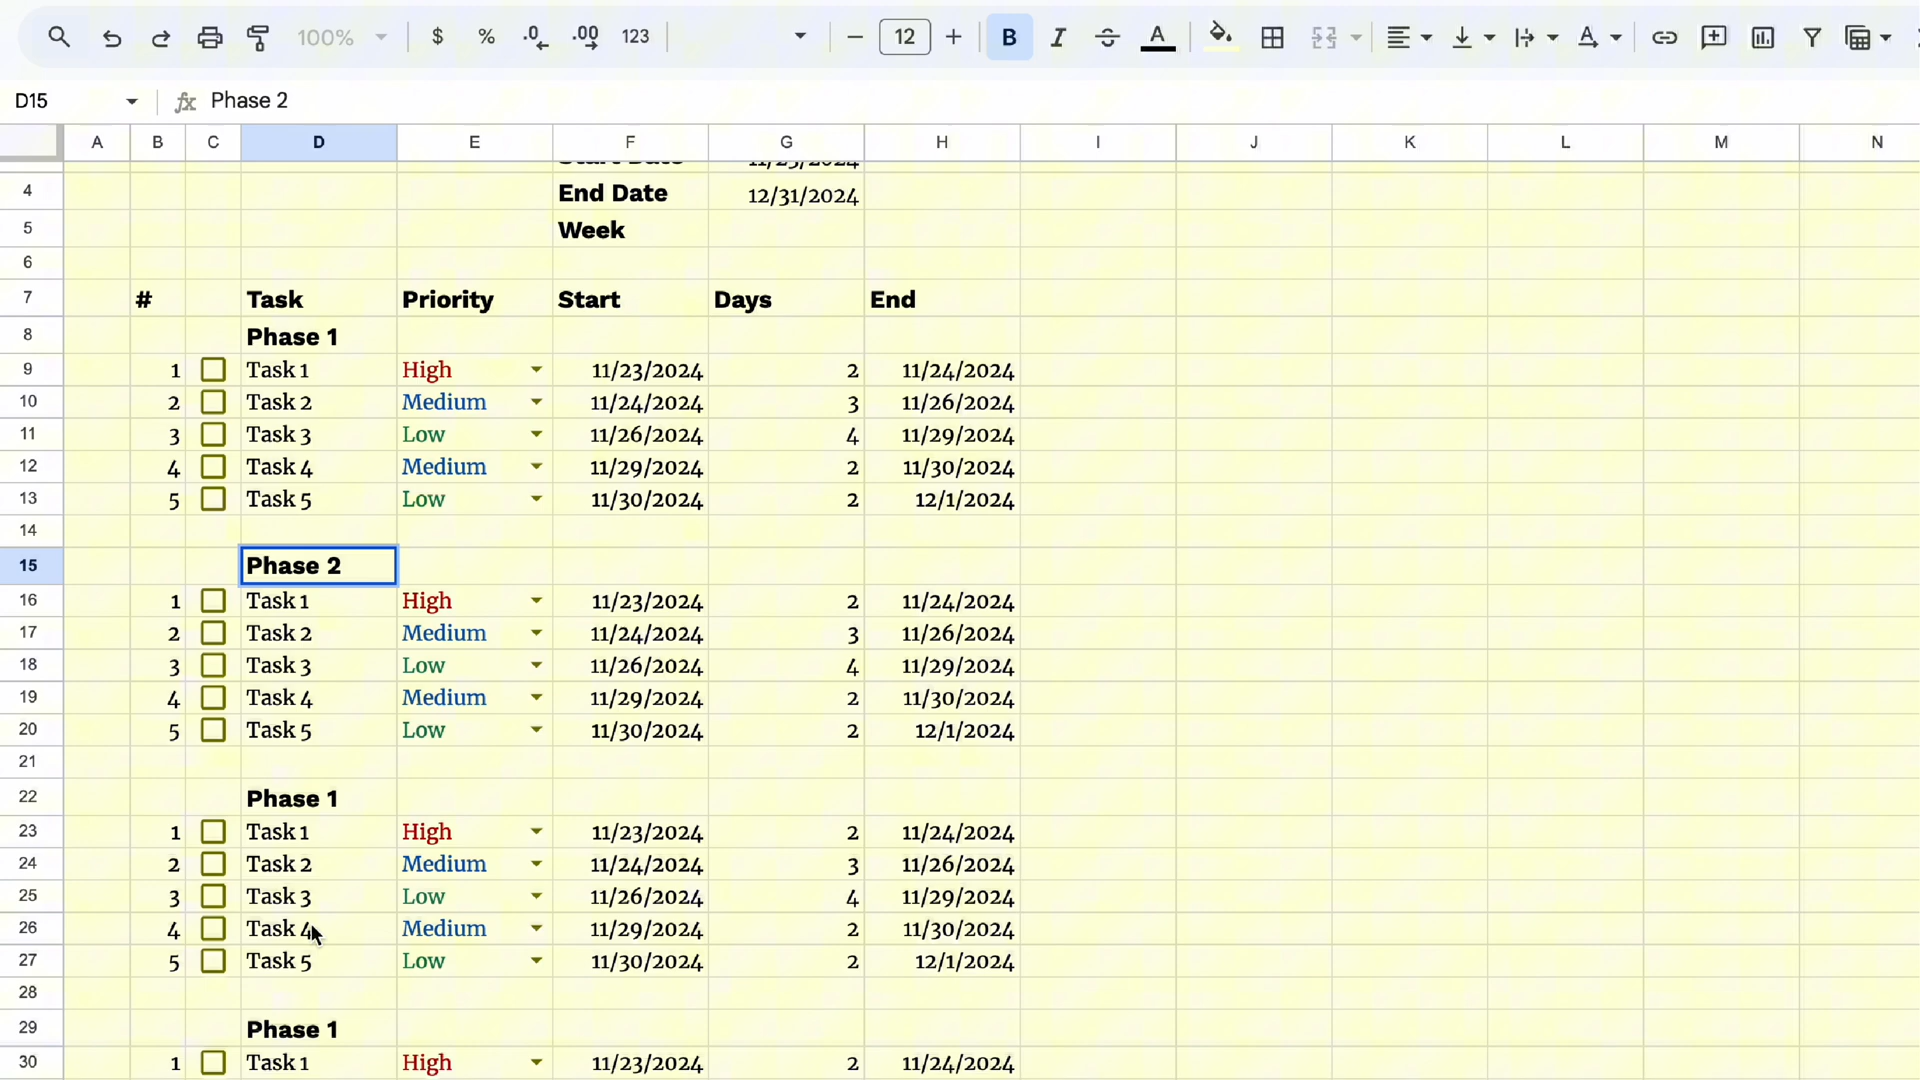 100% $ % .0 .00 123 12 B I A A
D15 fx Phase 2
A B C D E F G H I J K L M N
Start Date 11/23/2024
4 End Date 12/31/2024
5 Week
6
7 # Task Priority Start Days End
8 Phase 1
9 1 Task 1 High 11/23/2024 2 11/24/2024
10 2 Task 2 Medium 11/24/2024 3 11/26/2024
11 3 Task 3 Low 11/26/2024 4 11/29/2024
12 4 Task 4 Medium 11/29/2024 2 11/30/2024
13 5 Task 5 Low 11/30/2024 2 12/1/2024
14
15 Phase 2
16 1 Task 1 High 11/23/2024 2 11/24/2024
17 2 Task 2 Medium 11/24/2024 3 11/26/2024
18 3 Task 3 Low 11/26/2024 4 11/29/2024
19 4 Task 4 Medium 11/29/2024 2 11/30/2024
20 5 Task 5 Low 11/30/2024 2 12/1/2024
21
22 Phase 1
23 1 Task 1 High 11/23/2024 2 11/24/2024
24 2 Task 2 Medium 11/24/2024 3 11/26/2024
25 3 Task 3 Low 11/26/2024 4 11/29/2024
26 4 Task 4 Medium 11/29/2024 2 11/30/2024
27 5 Task 5 Low 11/30/2024 2 12/1/2024
28
29 Phase 1
30 1 Task 1 High 11/23/2024 2 11/24/2024